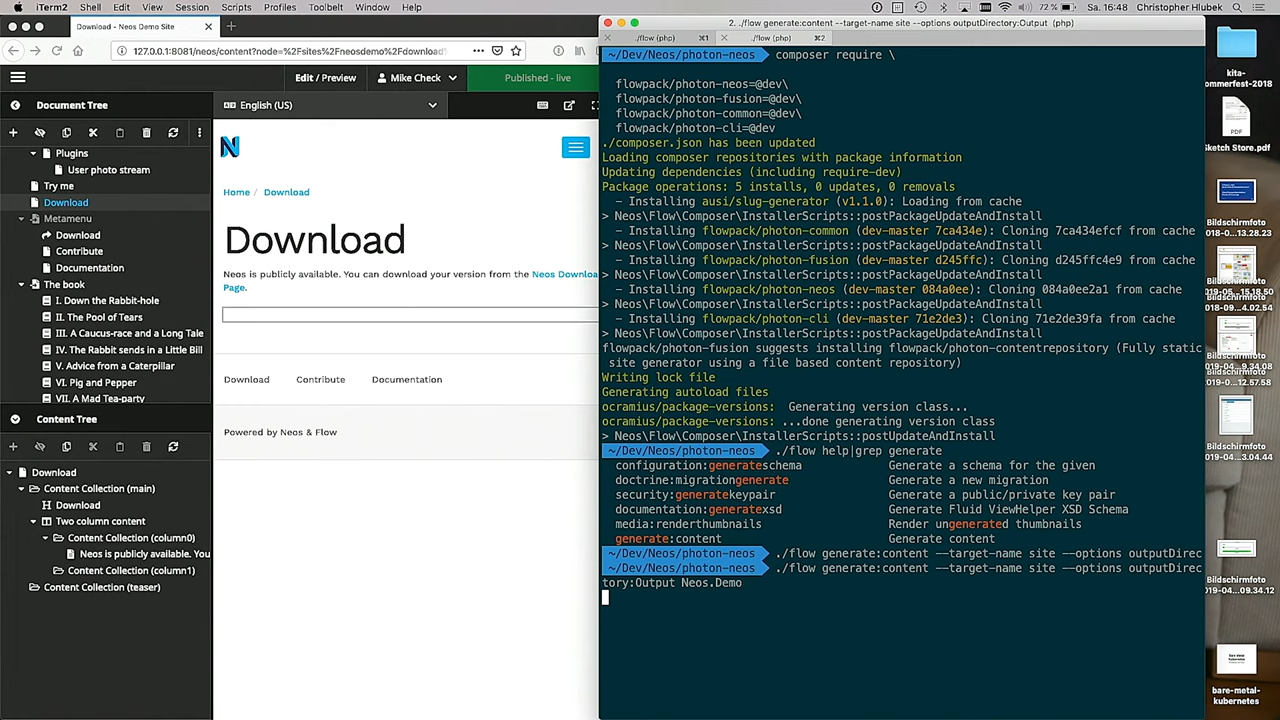 iTerm2 Shell Edit View Session Scripts Profiles Toolbelt Window Help
72 % Sa. 16:48 Christopher Hlubek
Download - Neos Demo Site
127.0.0.1:8081/neos/content?node=%2Fsites%2Fneosdemo%2Fdownload
Edit / Preview Mike Check Published - live
Document Tree
English (US)
Plugins
User photo stream
Try me
Download
Metamenu
Download
Contribute
Documentation
The book
I. Down the Rabbit-hole
II. The Pool of Tears
III. A Caucus-race and a Long Tale
IV. The Rabbit sends in a Little Bill
V. Advice from a Caterpillar
VI. Pig and Pepper
VII. A Mad Tea-party
Content Tree
Download
Content Collection (main)
Download
Two column content
Content Collection (column0)
Neos is publicly available. You
Content Collection (column1)
Content Collection (teaser)
Home / Download
Download
Neos is publicly available. You can download your version from the Neos Downloa
Page.
Download Contribute Documentation
Powered by Neos & Flow
2. ./flow generate:content --target-name site --options outputDirectory:Output (php)
./flow (php) ⌘1 ./flow (php) ⌘2
~/Dev/Neos/photon-neos composer require \
flowpack/photon-neos=@dev\
flowpack/photon-fusion=@dev\
flowpack/photon-common=@dev\
flowpack/photon-cli=@dev
./composer.json has been updated
Loading composer repositories with package information
Updating dependencies (including require-dev)
Package operations: 5 installs, 0 updates, 0 removals
- Installing ausi/slug-generator (v1.1.0): Loading from cache
> Neos\Flow\Composer\InstallerScripts::postPackageUpdateAndInstall
- Installing flowpack/photon-common (dev-master 7ca434e): Cloning 7ca434efcf from cache
> Neos\Flow\Composer\InstallerScripts::postPackageUpdateAndInstall
- Installing flowpack/photon-fusion (dev-master d245ffc): Cloning d245ffc4e9 from cache
> Neos\Flow\Composer\InstallerScripts::postPackageUpdateAndInstall
- Installing flowpack/photon-neos (dev-master 084a0ee): Cloning 084a0ee2a1 from cache
> Neos\Flow\Composer\InstallerScripts::postPackageUpdateAndInstall
- Installing flowpack/photon-cli (dev-master 71e2de3): Cloning 71e2de39fa from cache
> Neos\Flow\Composer\InstallerScripts::postPackageUpdateAndInstall
flowpack/photon-fusion suggests installing flowpack/photon-contentrepository (Fully static
site generator using a file based content repository)
Writing lock file
Generating autoload files
ocramius/package-versions: Generating version class...
ocramius/package-versions: ...done generating version class
> Neos\Flow\Composer\InstallerScripts::postUpdateAndInstall
~/Dev/Neos/photon-neos ./flow help|grep generate
configuration:generateschema Generate a schema for the given
doctrine:migrationgenerate Generate a new migration
security:generatekeypair Generate a public/private key pair
documentation:generatexsd Generate Fluid ViewHelper XSD Schema
media:renderthumbnails Render ungenerated thumbnails
generate:content Generate content
~/Dev/Neos/photon-neos ./flow generate:content --target-name site --options outputDirec
~/Dev/Neos/photon-neos ./flow generate:content --target-name site --options outputDirec
tory:Output Neos.Demo
kita-
PDF
Sketch Store.pdf
Bildschirmfoto
Bildschirmfoto
Bildschirmfoto
Bildschirmfoto
Bildschirmfoto
Bildschirmfoto
bare-metal-
kubernetes